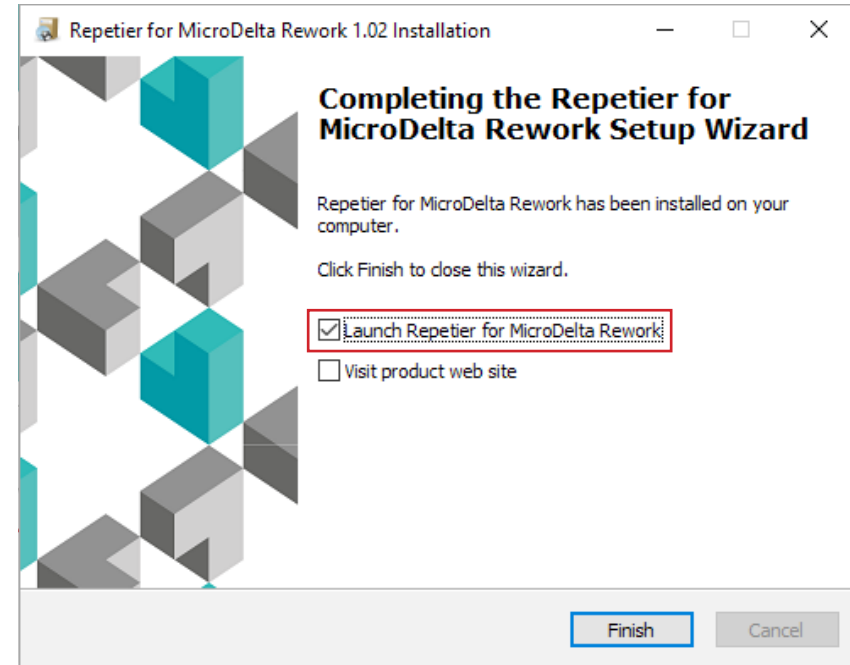 Repetier for MicroDelta Rework 1.02 Installation
Completing the Repetier for
MicroDelta Rework Setup Wizard
Repetier for MicroDelta Rework has been installed on your
computer.
Click Finish to close this wizard.
Launch Repetier for MicroDelta Rework
Visit product web site
Finish
Cancel